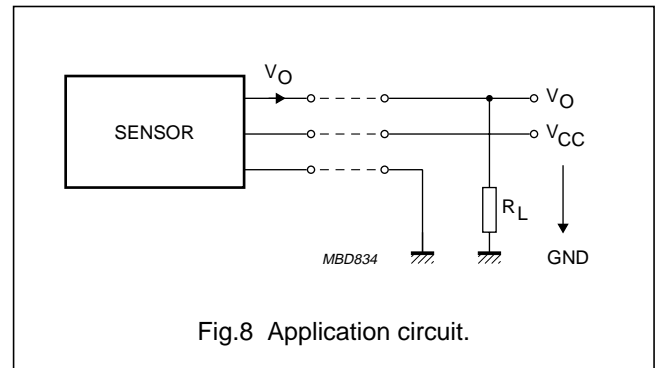 V_O
V_O
SENSOR
V_CC
R_L
MBD834
GND
Fig.8 Application circuit.